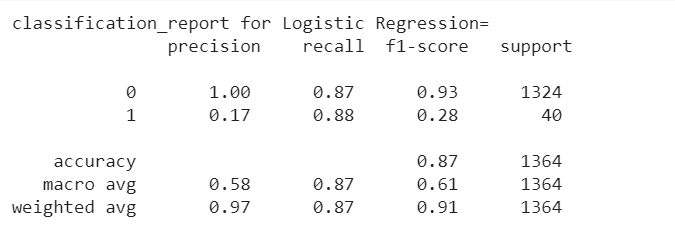 classification_report for Logistic Regression=
precision recall f1-score support
0 1.00 0.87 0.93 1324
1 0.17 0.88 0.28 40
accuracy 0.87 1364
macro avg 0.58 0.87 0.61 1364
weighted avg 0.97 0.87 0.91 1364